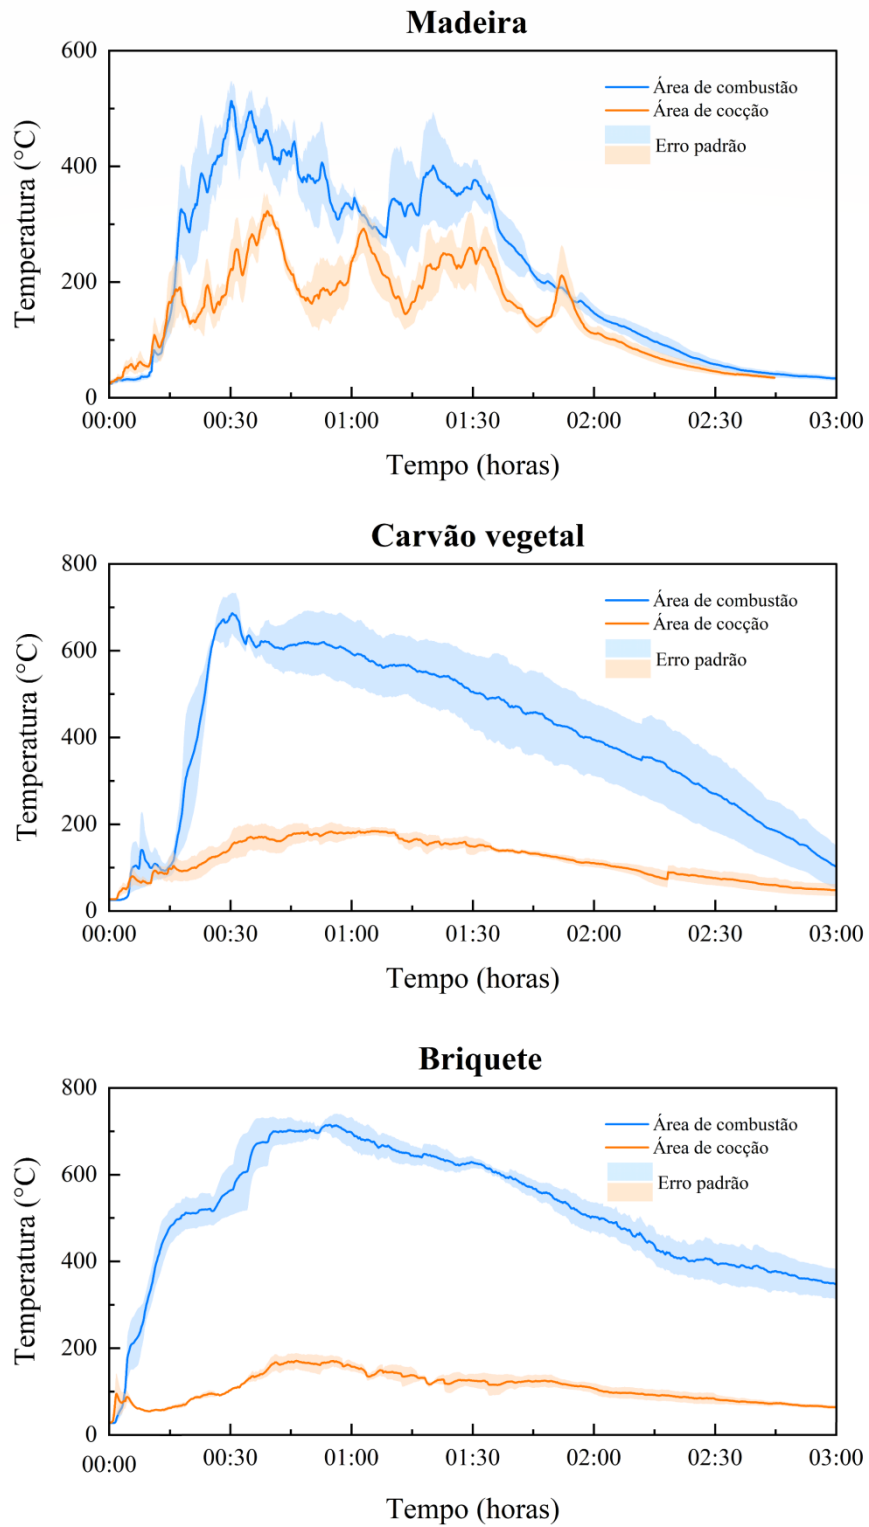 Madeira
Temperatura (°C)
600
400
200
0
Área de combustão
Área de cocção
Erro padrão
00:00 00:30 01:00 01:30 02:00 02:30 03:00
Tempo (horas)
Carvão vegetal
Temperatura (°C)
800
600
400
200
0
Área de combustão
Área de cocção
Erro padrão
00:00 00:30 01:00 01:30 02:00 02:30 03:00
Tempo (horas)
Briquete
Temperatura (°C)
800
600
400
200
0
Área de combustão
Área de cocção
Erro padrão
00:00 00:30 01:00 01:30 02:00 02:30 03:00
Tempo (horas)